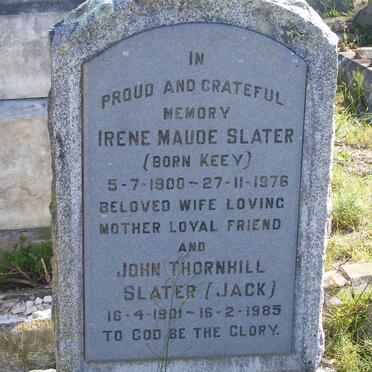 IN
PROUD AND GRATEFUL
MEMORY
IRENE MAUDE SLATER
(BORN KEEY)
5-7-1900-27-11-1976
BELOVED WIFE LOVING
MOTHER LOYAL FRIEND
AND
JOHN THORNHILL
SLATER (JACK)
16-4-1901-16-2-1985
TO GOD BE THE GLORY.